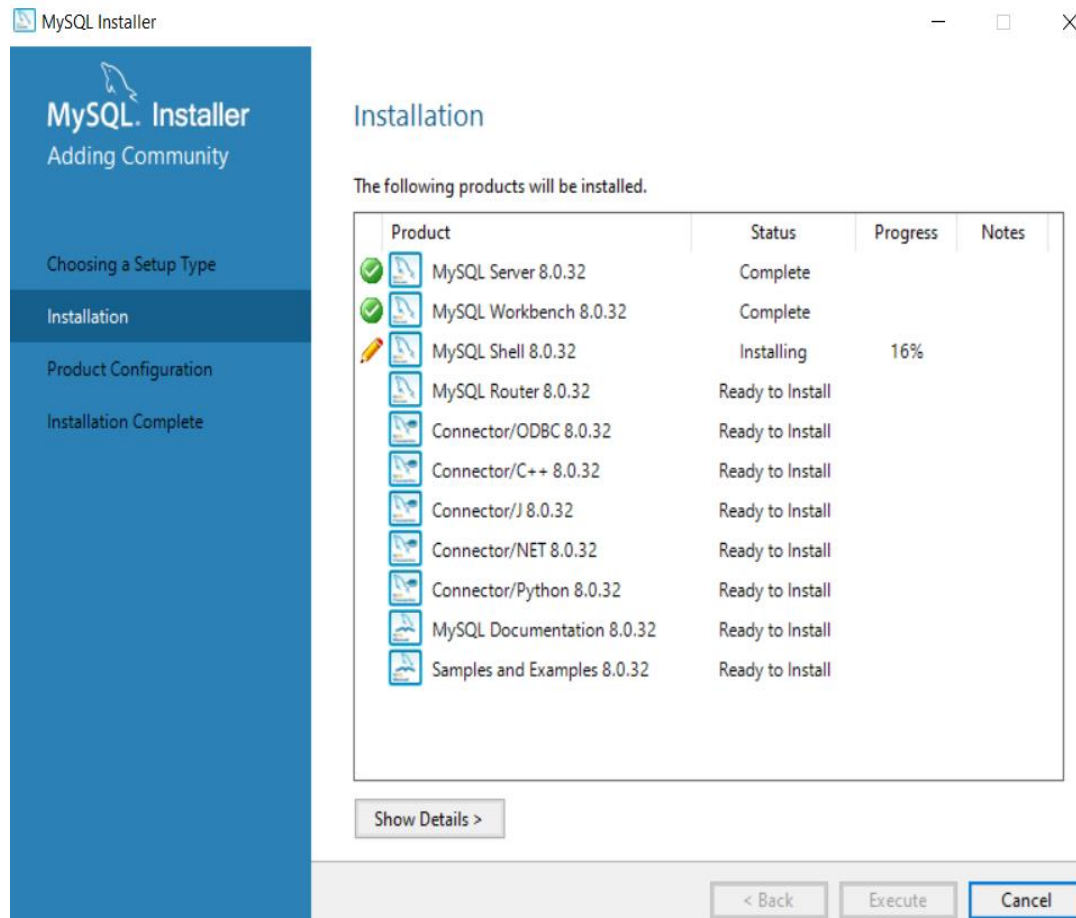 MySQL Installer
MySQL. Installer
Adding Community
Choosing a Setup Type
Installation
Product Configuration
Installation Complete
Installation
The following products will be installed.
Product Status Progress Notes
MySQL Server 8.0.32 Complete
MySQL Workbench 8.0.32 Complete
MySQL Shell 8.0.32 Installing 16%
MySQL Router 8.0.32 Ready to Install
Connector/ODBC 8.0.32 Ready to Install
Connector/C++ 8.0.32 Ready to Install
Connector/J 8.0.32 Ready to Install
Connector/NET 8.0.32 Ready to Install
Connector/Python 8.0.32 Ready to Install
MySQL Documentation 8.0.32 Ready to Install
Samples and Examples 8.0.32 Ready to Install
Show Details >
< Back Execute Cancel